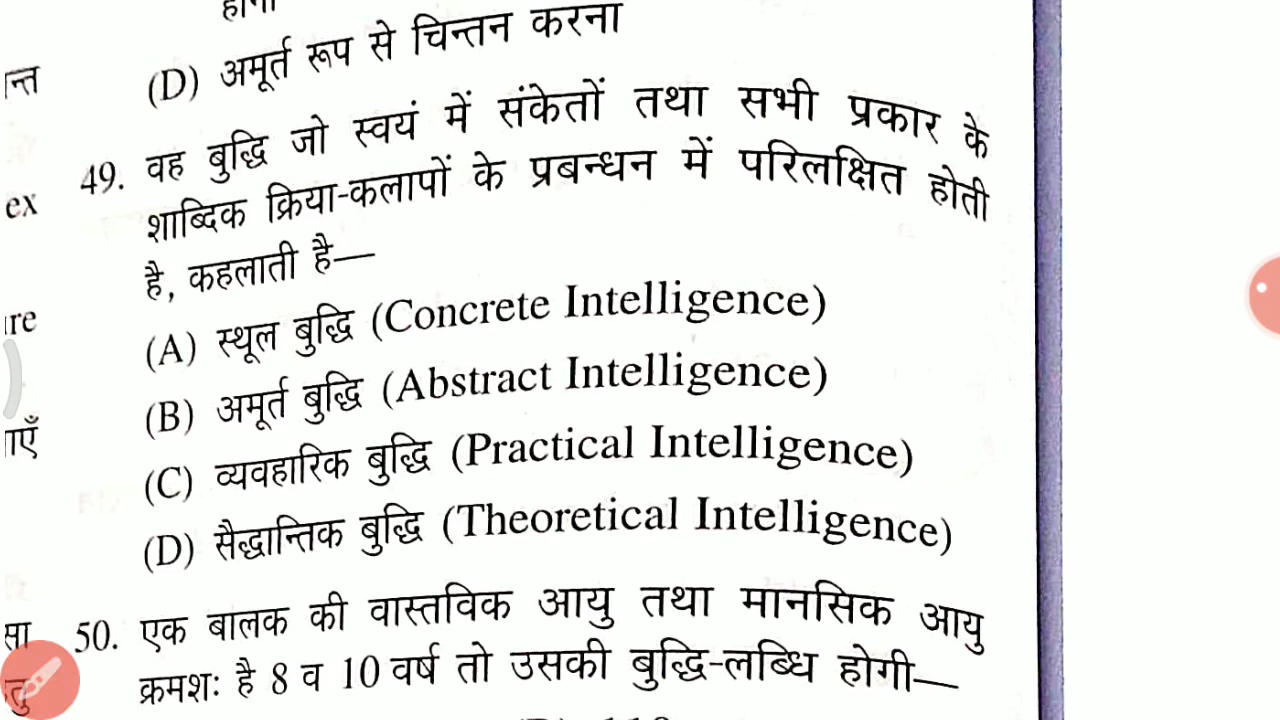 (D) अमूर्त रूप से चिन्तन करना
49. वह बुद्धि जो स्वयं में संकेतों तथा सभी प्रकार के
शाब्दिक क्रिया-कलापों के प्रबन्धन में परिलक्षित होती
है, कहलाती है—
(A) स्थूल बुद्धि (Concrete Intelligence)
(B) अमूर्त बुद्धि (Abstract Intelligence)
(C) व्यवहारिक बुद्धि (Practical Intelligence)
(D) सैद्धान्तिक बुद्धि (Theoretical Intelligence)
50. एक बालक की वास्तविक आयु तथा मानसिक आयु
क्रमशः है 8 व 10 वर्ष तो उसकी बुद्धि-लब्धि होगी—